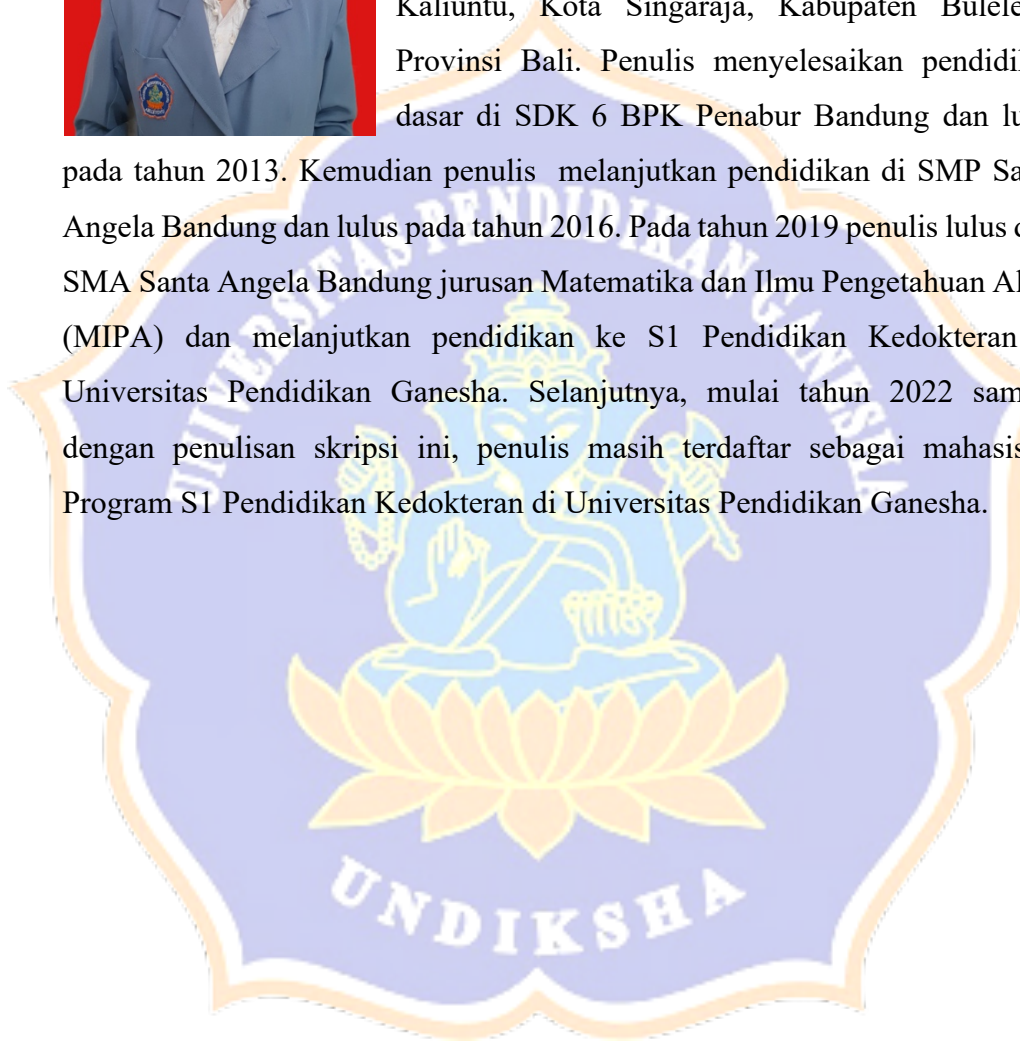 Kaliuntu, Kota Singaraja, Kabupaten Bulele
Provinsi Bali. Penulis menyelesaikan pendidi
dasar di SDK 6 BPK Penabur Bandung dan lu
pada tahun 2013. Kemudian penulis melanjutkan pendidikan di SMP Sa
Angela Bandung dan lulus pada tahun 2016. Pada tahun 2019 penulis lulus
SMA Santa Angela Bandung jurusan Matematika dan Ilmu Pengetahuan Al
(MIPA) dan melanjutkan pendidikan ke S1 Pendidikan Kedokteran
Universitas Pendidikan Ganesha. Selanjutnya, mulai tahun 2022 sam
dengan penulisan skripsi ini, penulis masih terdaftar sebagai mahasis
Program S1 Pendidikan Kedokteran di Universitas Pendidikan Ganesha.
UNIVERSITAS PENDIDIKAN GANESHA
UNDIKSHA